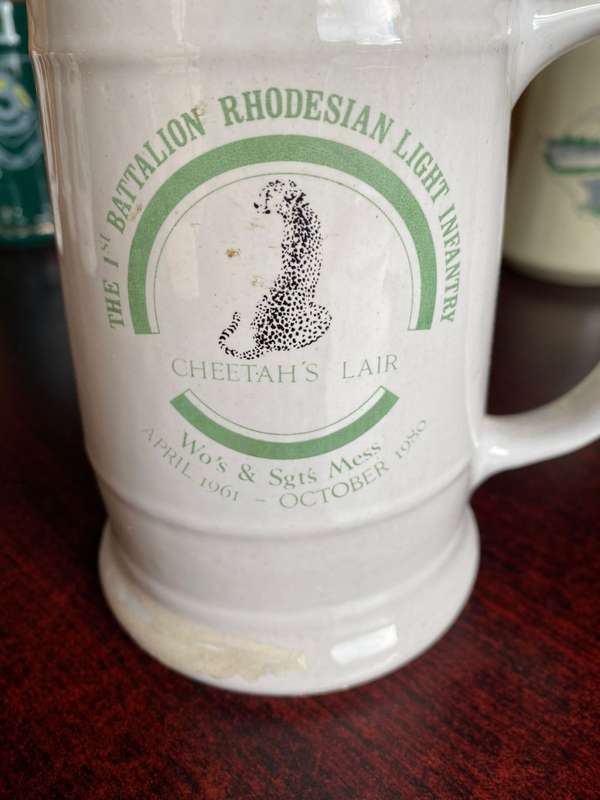 THE 1st BATTALION RHODESIAN LIGHT INFANTRY
CHEETAH'S LAIR
Wo's & Sgt's Mess
APRIL 1961 - OCTOBER 1980